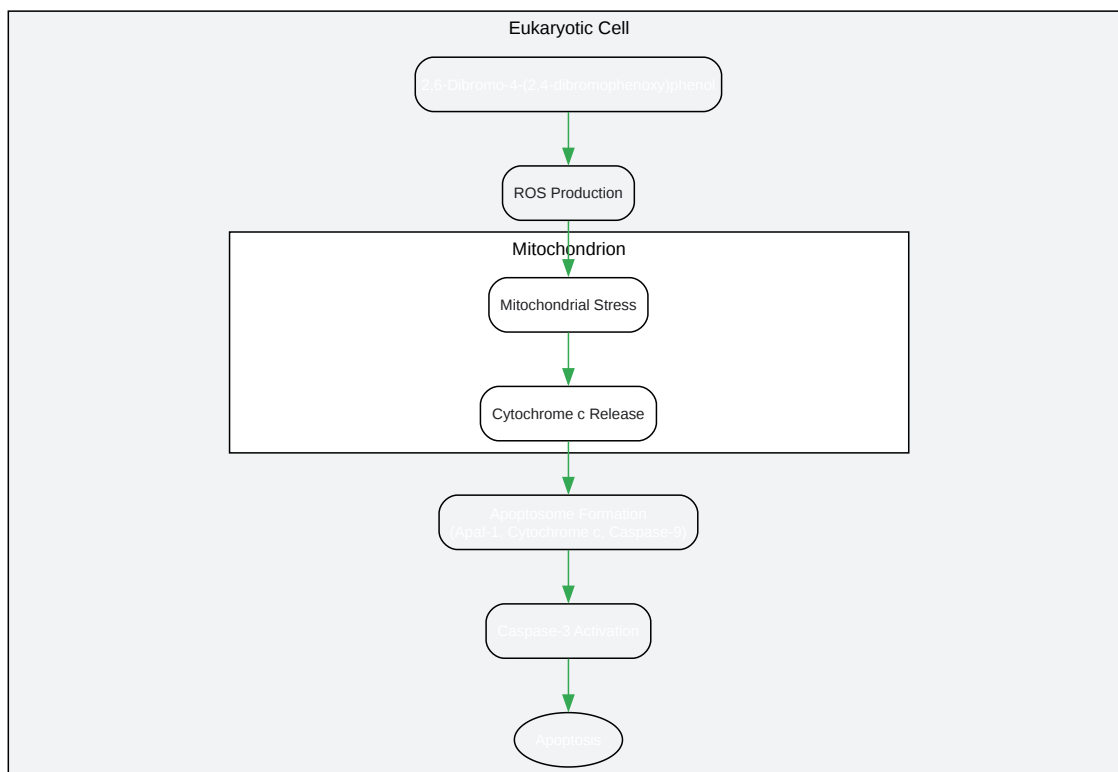 Eukaryotic Cell
2,6-Dibromo-4-(2,4-dibromophenoxy)phenol
ROS Production
Mitochondrion
Mitochondrial Stress
Cytochrome c Release
Apoptosome Formation
(Apaf-1, Cytochrome c, Caspase-9)
Caspase-3 Activation
Apoptosis